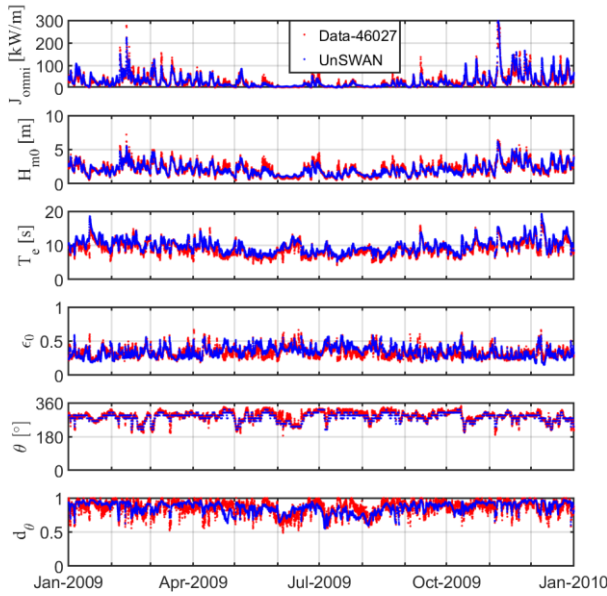 J_omni [kW/m]
300
200
100
0
Data-46027
UnSWAN
H_m0 [m]
10
5
0
T_e [s]
20
10
0
ϵ_0
1
0.5
0
θ [°]
360
180
0
d_θ
1
0.5
0
Jan-2009 Apr-2009 Jul-2009 Oct-2009 Jan-2010